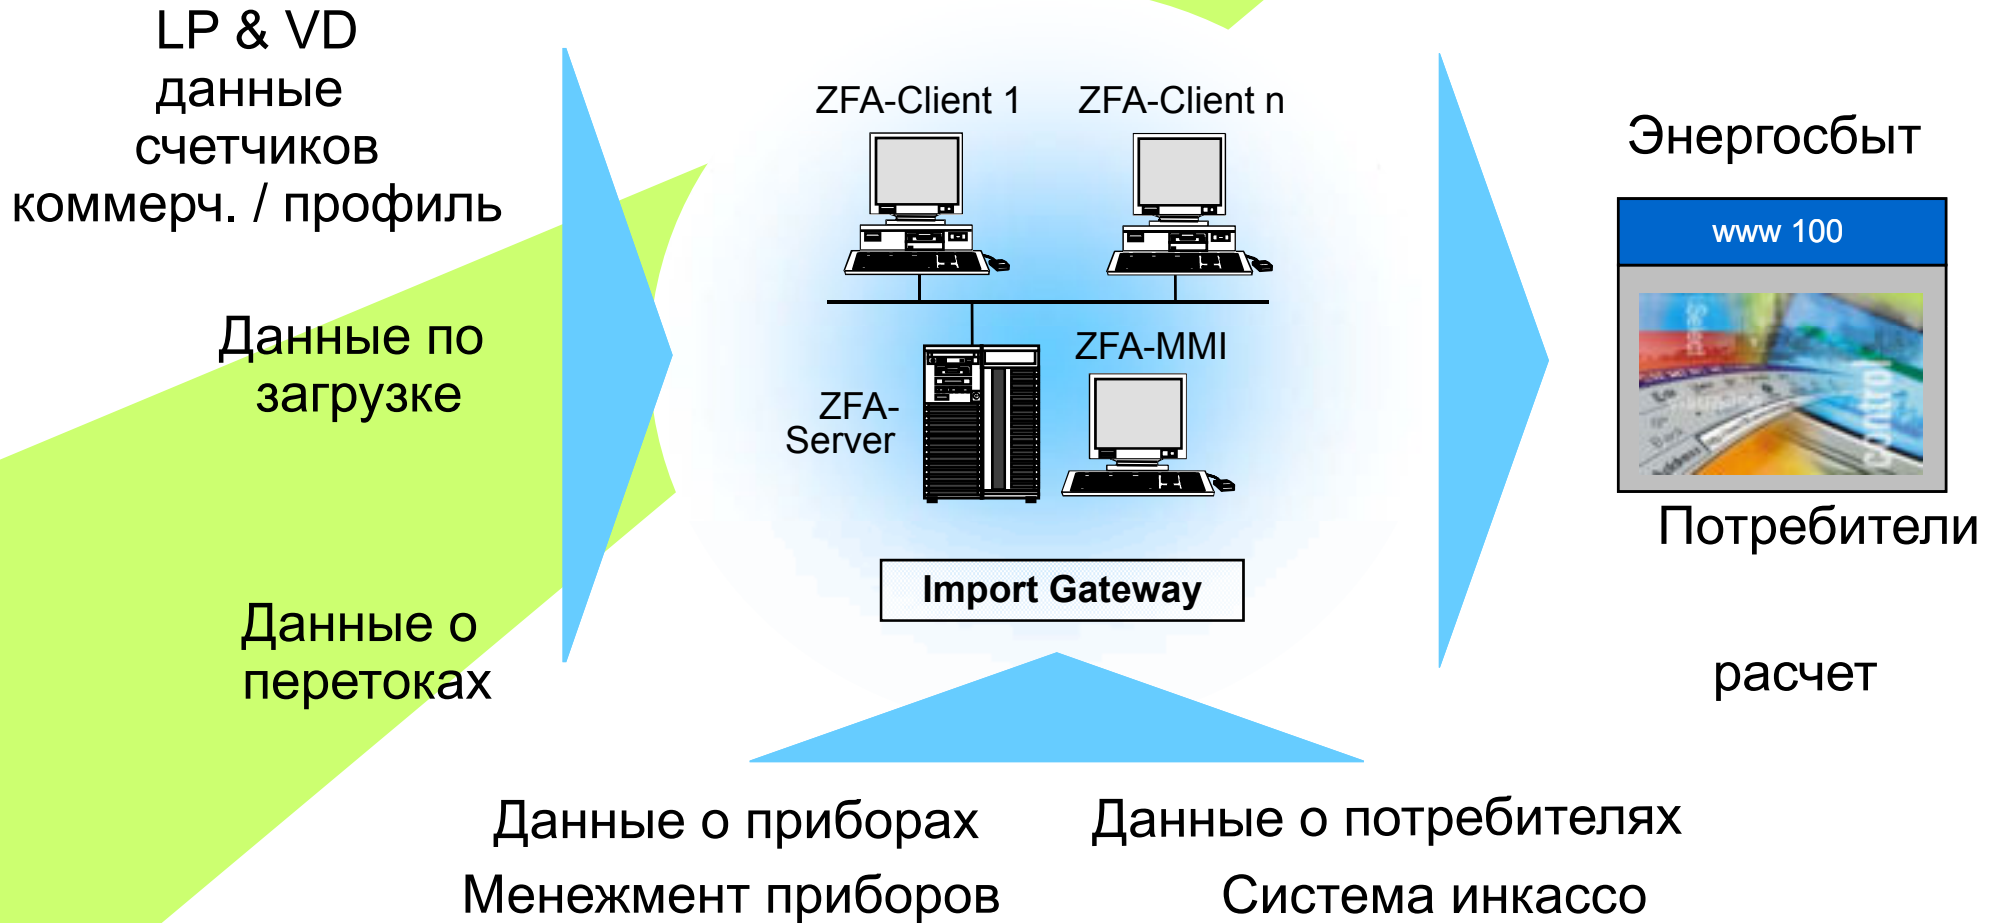 LP & VD
данные
счетчиков
коммерч. / профиль
Данные по
загрузке
Данные о
перетоках
ZFA-Client 1
ZFA-Client n
ZFA-MMI
ZFA-
Server
Import Gateway
Энергосбыт
www 100
control
Потребители
расчет
Данные о приборах
Менежмент приборов
Данные о потребителях
Система инкассо